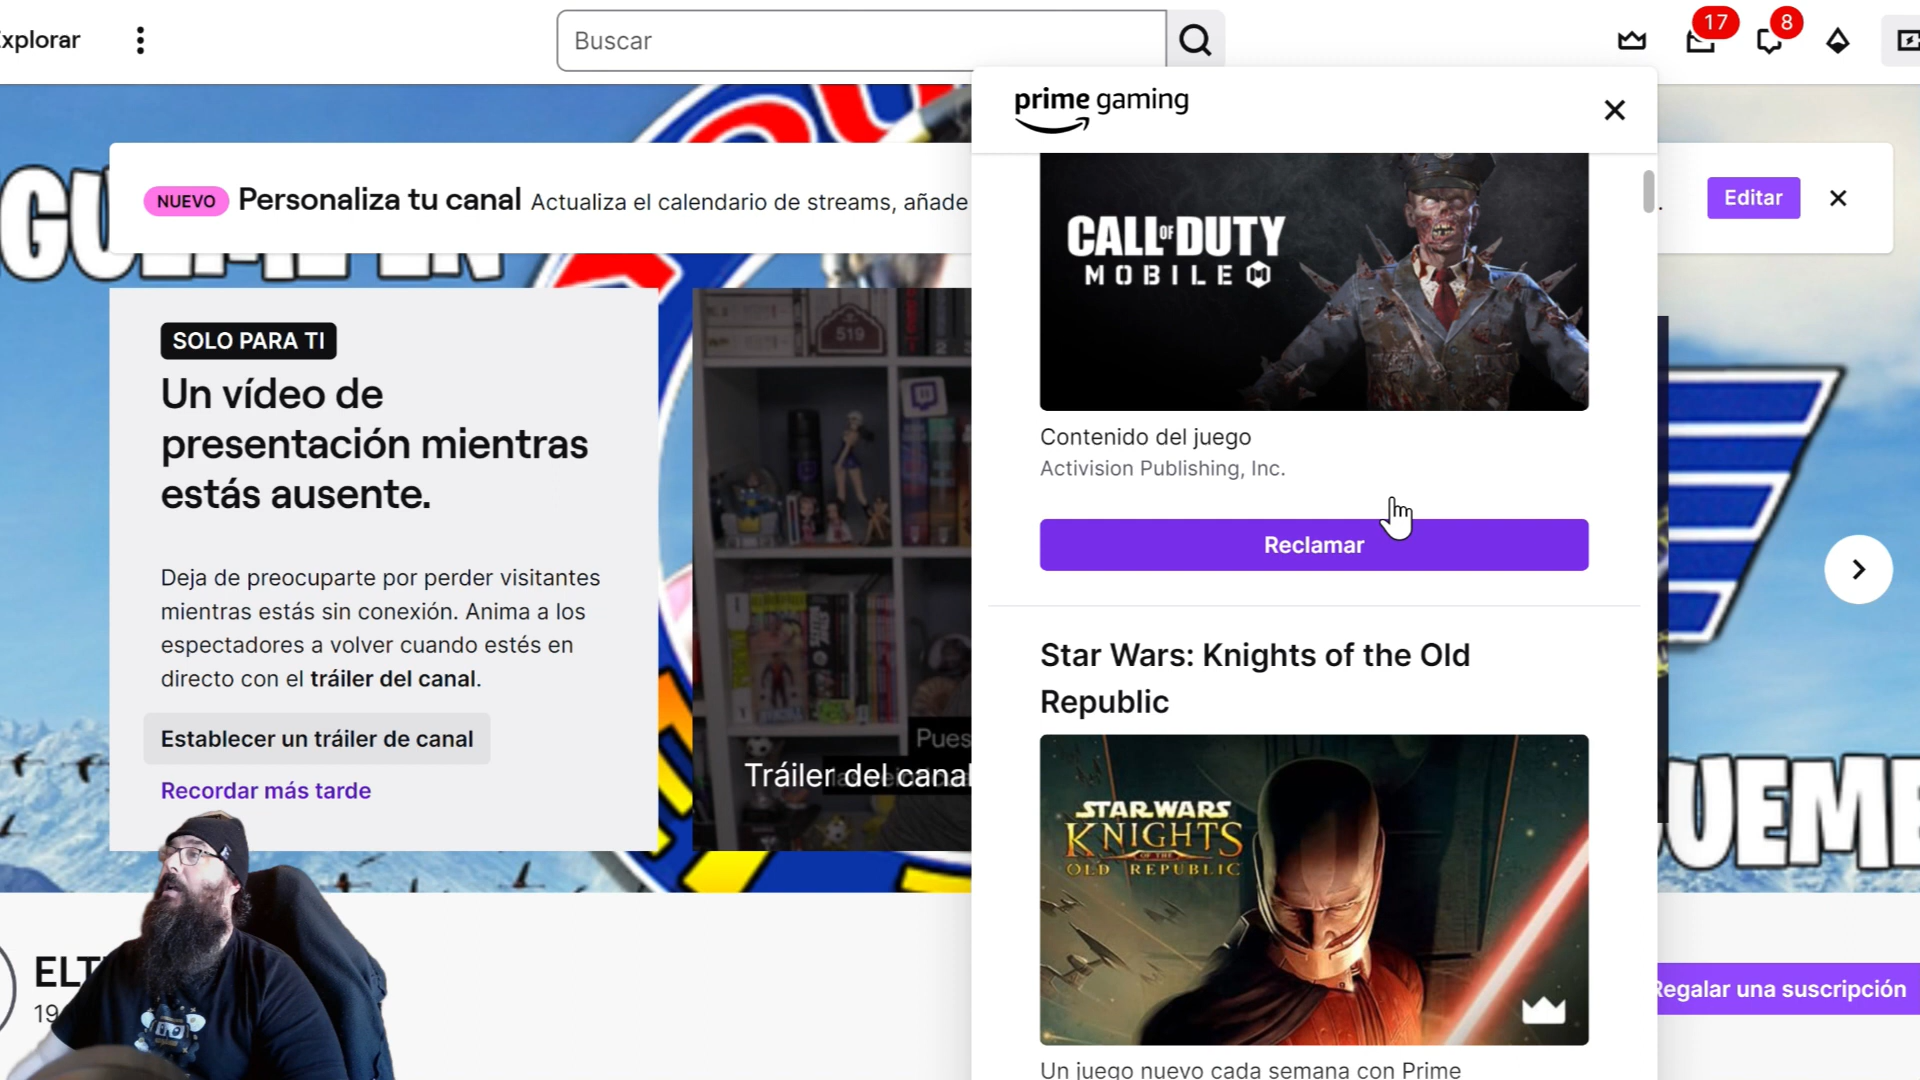 xplorar
Buscar
17
8
prime gaming
NUEVO Personaliza tu canal Actualiza el calendario de streams, añade
Editar
SOLO PARA TI
Un vídeo de
presentación mientras
estás ausente.
Deja de preocuparte por perder visitantes
mientras estás sin conexión. Anima a los
espectadores a volver cuando estés en
directo con el tráiler del canal.
Establecer un tráiler de canal
Recordar más tarde
519
Pues
Tráiler del canal
CALL OF DUTY
MOBILE
Contenido del juego
Activision Publishing, Inc.
Reclamar
Star Wars: Knights of the Old
Republic
STAR WARS
KNIGHTS
OF THE
OLD REPUBLIC
Un juego nuevo cada semana con Prime
UEME
ELT
19
Regalar una suscripción